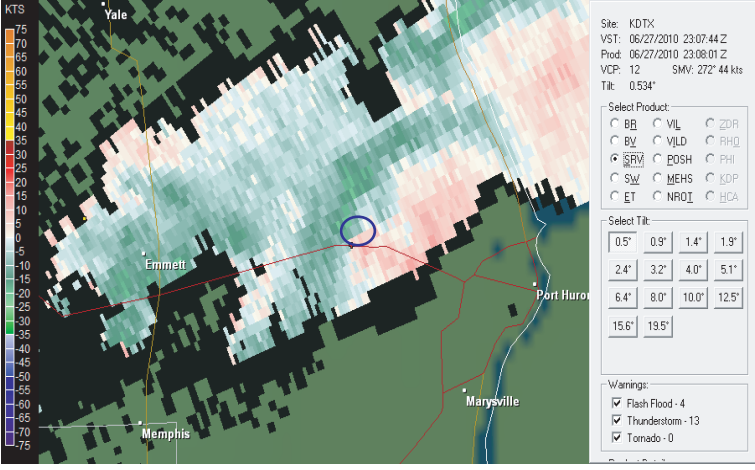 KTS
75
70
65
60
55
50
45
40
35
30
25
20
15
10
5
0
-5
-10
-15
-20
-25
-30
-35
-40
-45
-50
-55
-60
-65
-70
-75
Yale
Emmett
Memphis
Port Huron
Marysville
Site: KDTX
VST: 06/27/2010 23:07:44 Z
Prod: 06/27/2010 23:08:01 Z
VCP: 12 SMV: 272° 44 kts
Tilt: 0.534°
Select Product:
BR VIL ZDR
BV VILD RHO
SRV POSH PHI
SW MEHS KDP
ET NROT HCA
Select Tilt:
0.5° 0.9° 1.4° 1.9°
2.4° 3.2° 4.0° 5.1°
6.4° 8.0° 10.0° 12.5°
15.6° 19.5°
Warnings:
Flash Flood - 4
Thunderstorm - 13
Tornado - 0